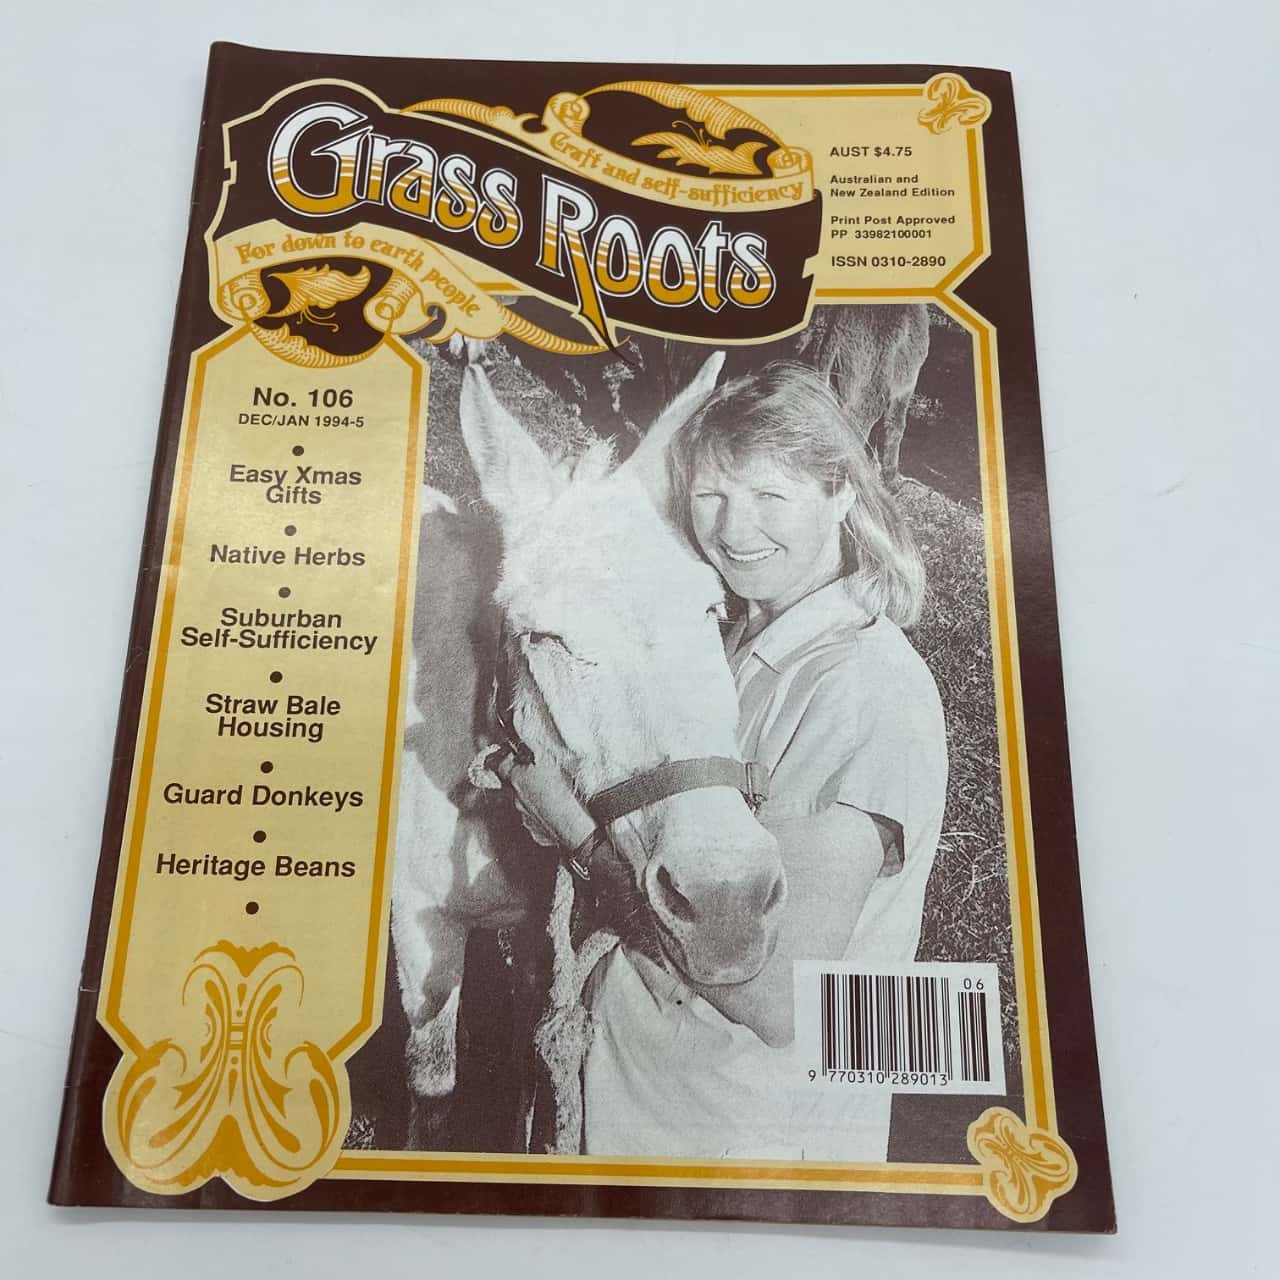 Grass Roots
Craft and self-sufficiency
For down to earth people
AUST $4.75
Australian and
New Zealand Edition
Print Post Approved
PP 33982100001
ISSN 0310-2890
No. 106
DEC/JAN 1994-5
Easy Xmas
Gifts
Native Herbs
Suburban
Self-Sufficiency
Straw Bale
Housing
Guard Donkeys
Heritage Beans
06
9 770310 289013